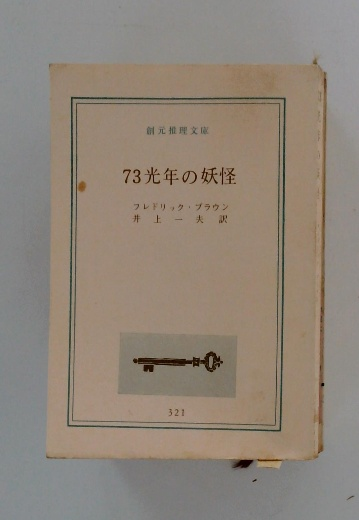 創元推理文庫
73光年の妖怪
フレドリック・ブラウン
井上一夫訳
321